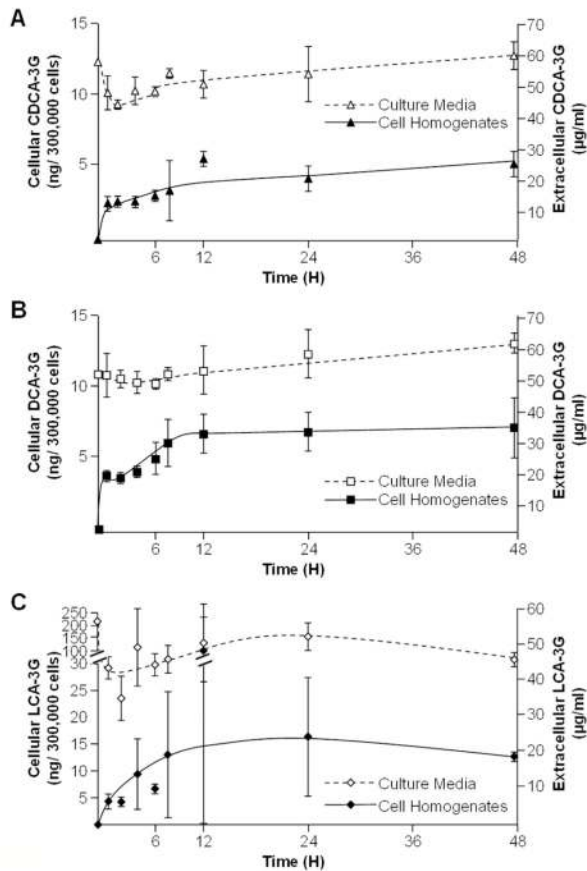 A
15
10
5
Cellular CDCA-3G
(ng/ 300,000 cells)
70
60
50
40
30
20
10
Extracellular CDCA-3G
(µg/ml)
Culture Media
Cell Homogenates
6 12 24 36 48
Time (H)
B
15
10
5
Cellular DCA-3G
(ng/ 300,000 cells)
70
60
50
40
30
20
10
Extracellular DCA-3G
(µg/ml)
Culture Media
Cell Homogenates
6 12 24 36 48
Time (H)
C
250
200
150
100
50
30
25
20
15
10
5
Cellular LCA-3G
(ng/ 300,000 cells)
60
50
40
30
20
10
Extracellular LCA-3G
(µg/ml)
Culture Media
Cell Homogenates
6 12 24 36 48
Time (H)